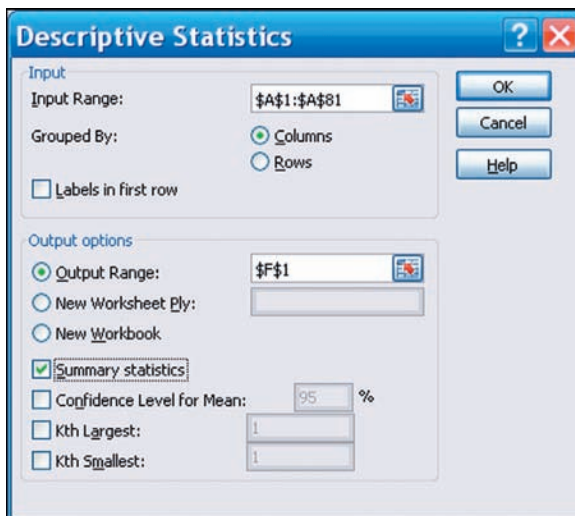 Descriptive Statistics
?
Input
Input Range: $A$1:$A$81
Grouped By: Columns
Rows
Labels in first row
OK
Cancel
Help
Output options
Output Range: $F$1
New Worksheet Ply:
New Workbook
Summary statistics
Confidence Level for Mean: 95 %
Kth Largest: 1
Kth Smallest: 1